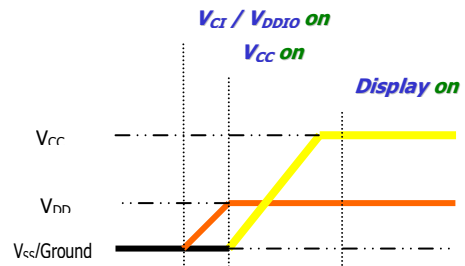 VCI / VDDIO on
VCC on
Display on
VCC
VDD
VSS/Ground